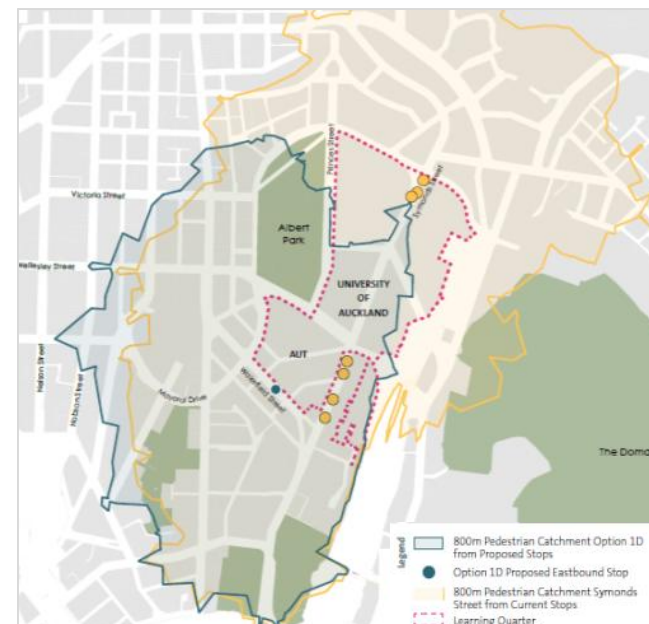 Princes Street
Symonds Street
Victoria Street
Albert
Park
Wellesley Street
UNIVERSITY
OF
AUCKLAND
AUT
Nelson Street
Hobson Street
Mayoral Drive
Wakefield Street
The Doma
Legend
800m Pedestrian Catchment Option 1D
from Proposed Stops
Option 1D Proposed Eastbound Stop
800m Pedestrian Catchment Symonds
Street from Current Stops
Learning Quarter